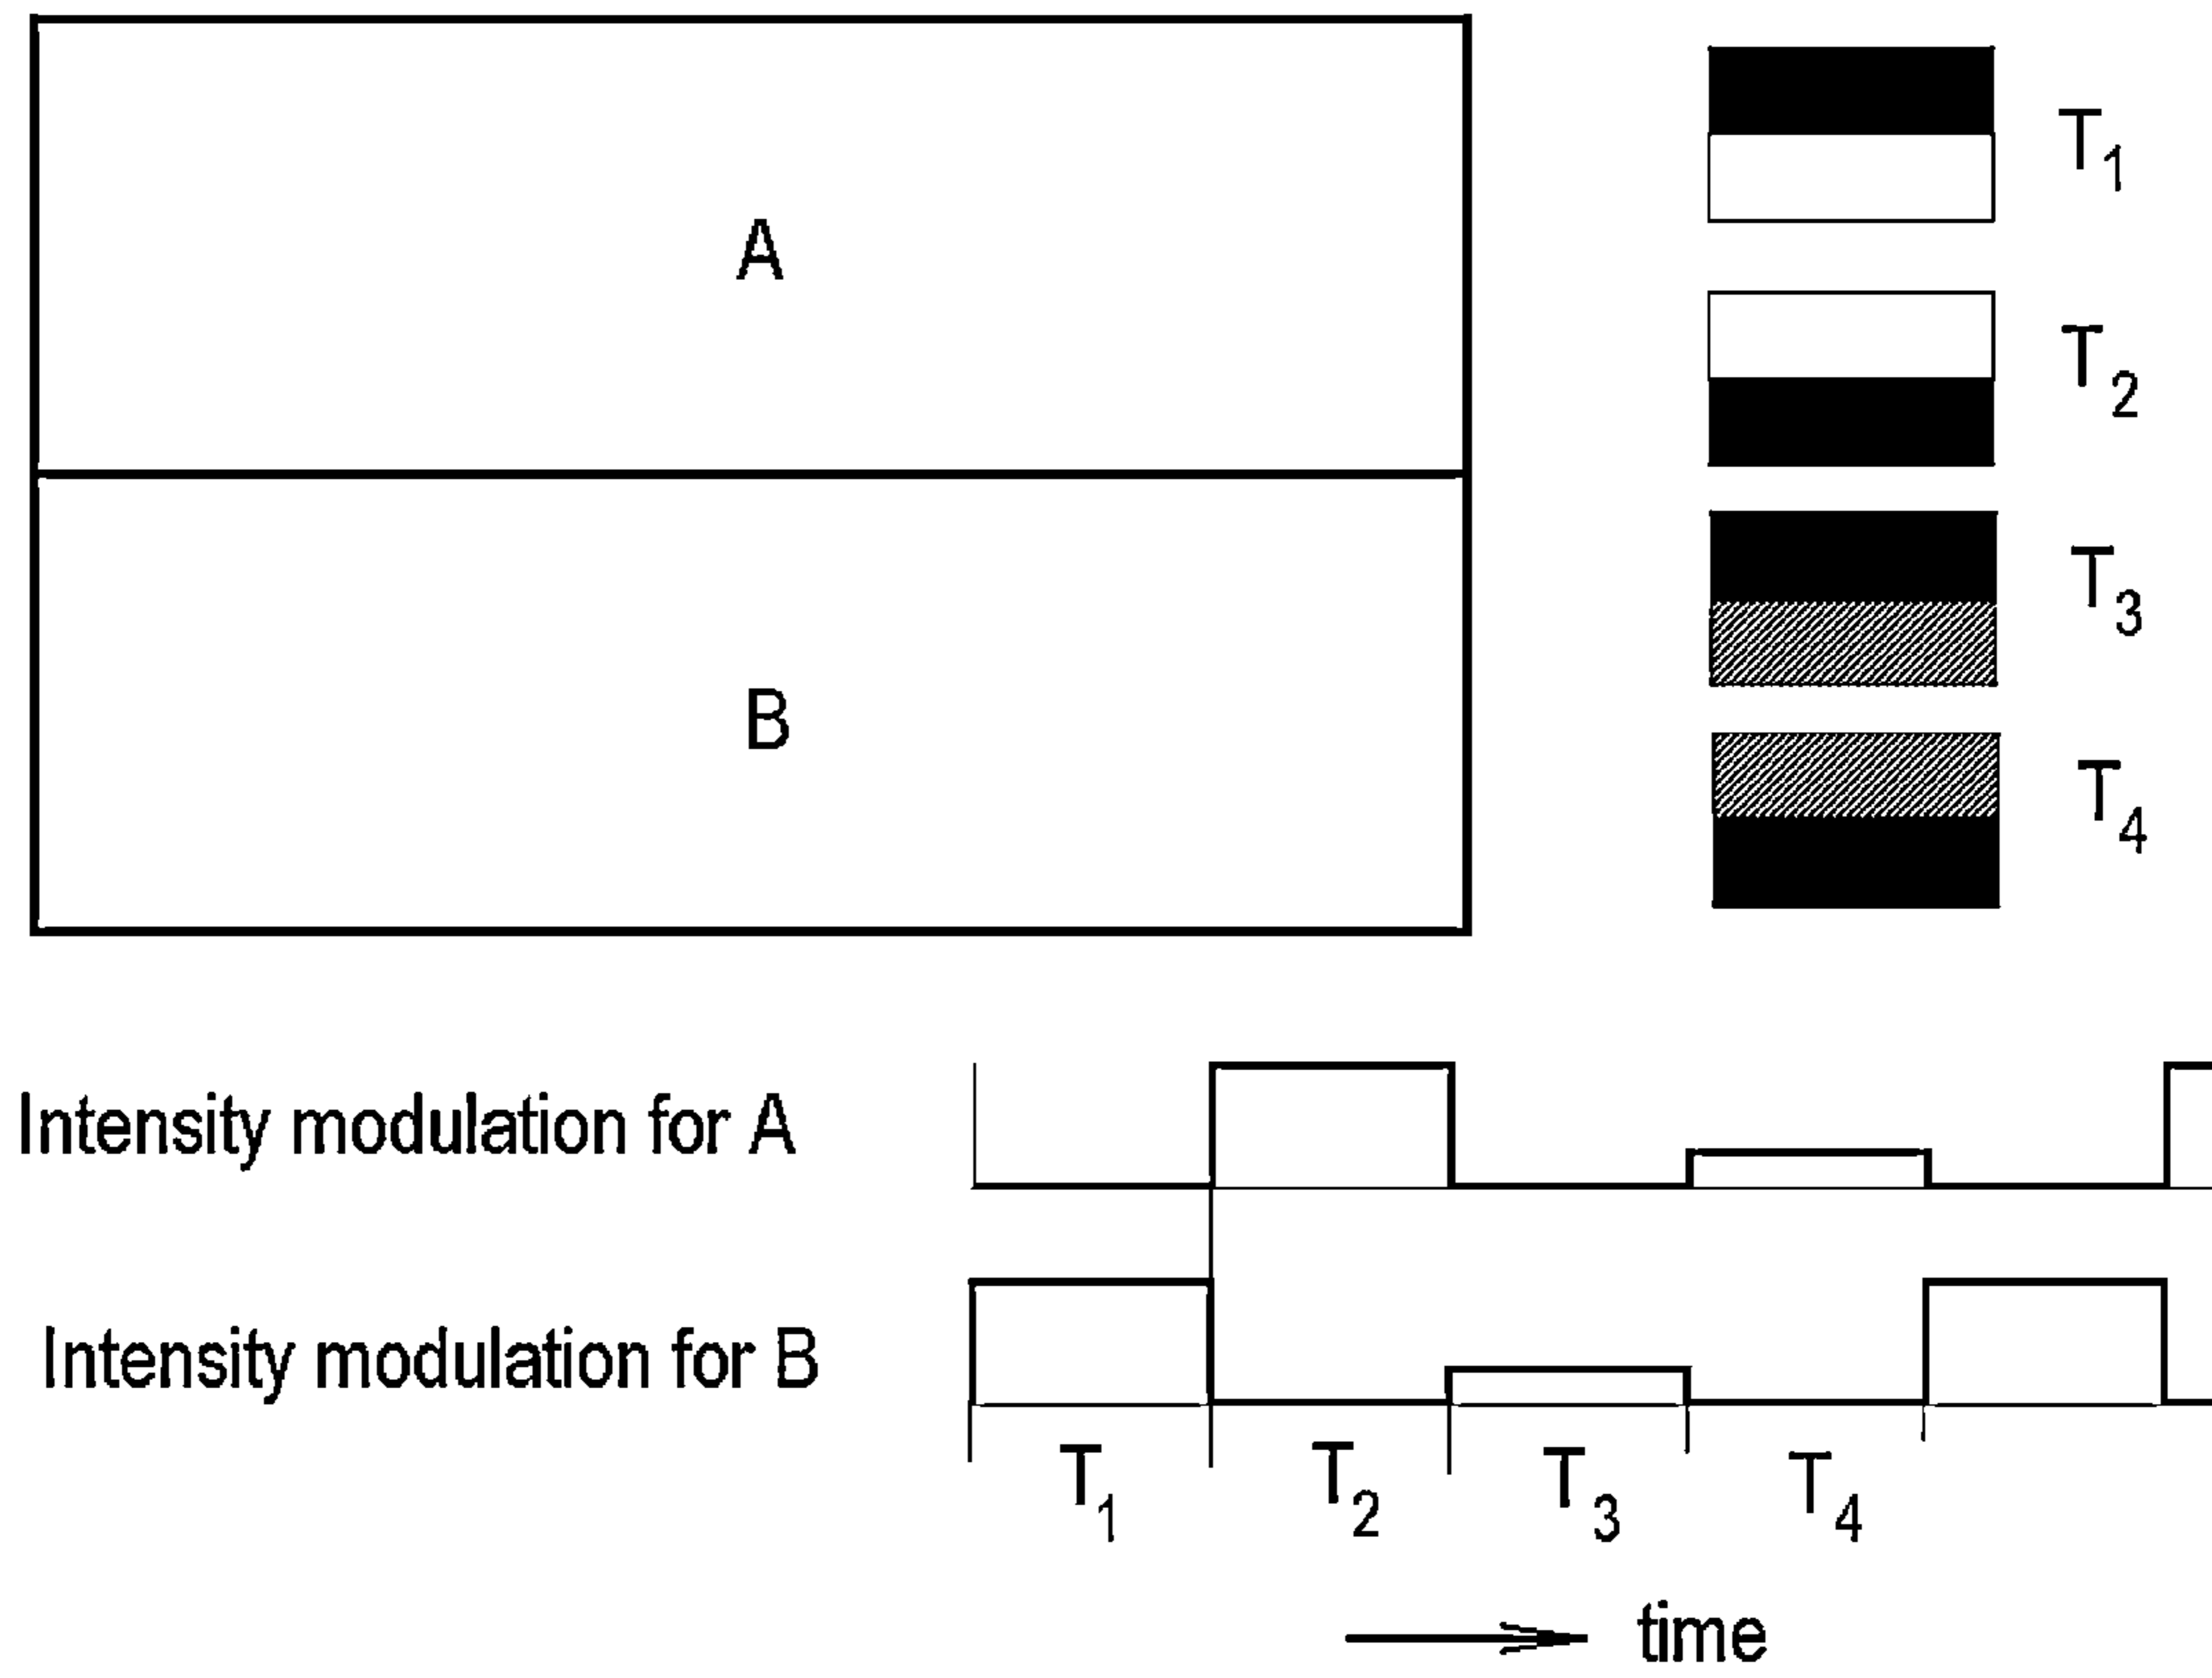 A
B
T1
T2
T3
T4
Intensity modulation for A
Intensity modulation for B
T1 T2 T3 T4
time